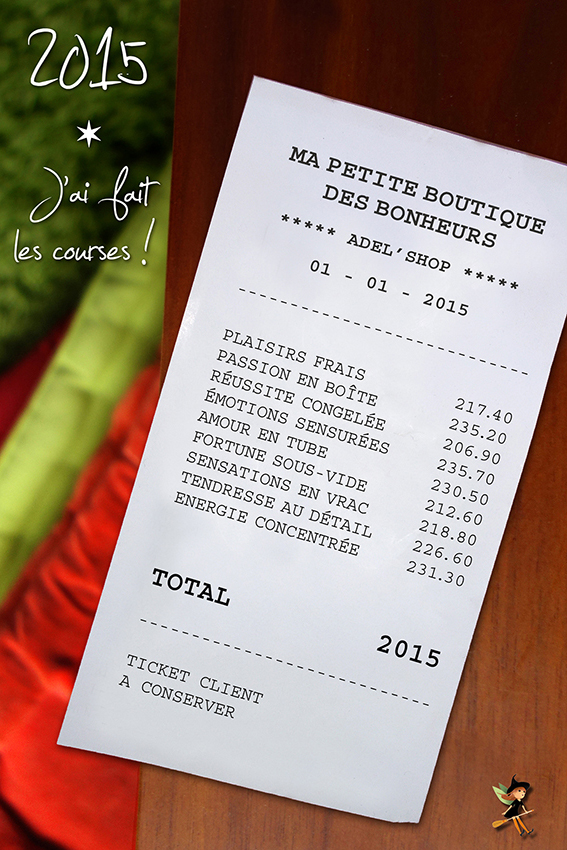 2015
J'ai fait
les courses !
MA PETITE BOUTIQUE
DES BONHEURS
***** ADEL'SHOP *****
01 - 01 - 2015
PLAISIRS FRAIS 217.40
PASSION EN BOÎTE 235.20
RÉUSSITE CONGELÉE 206.90
ÉMOTIONS SENSURÉES 235.70
AMOUR EN TUBE 230.50
FORTUNE SOUS-VIDE 212.60
SENSATIONS EN VRAC 218.80
TENDRESSE AU DÉTAIL 226.60
ENERGIE CONCENTRÉE 231.30
TOTAL 2015
TICKET CLIENT
A CONSERVER